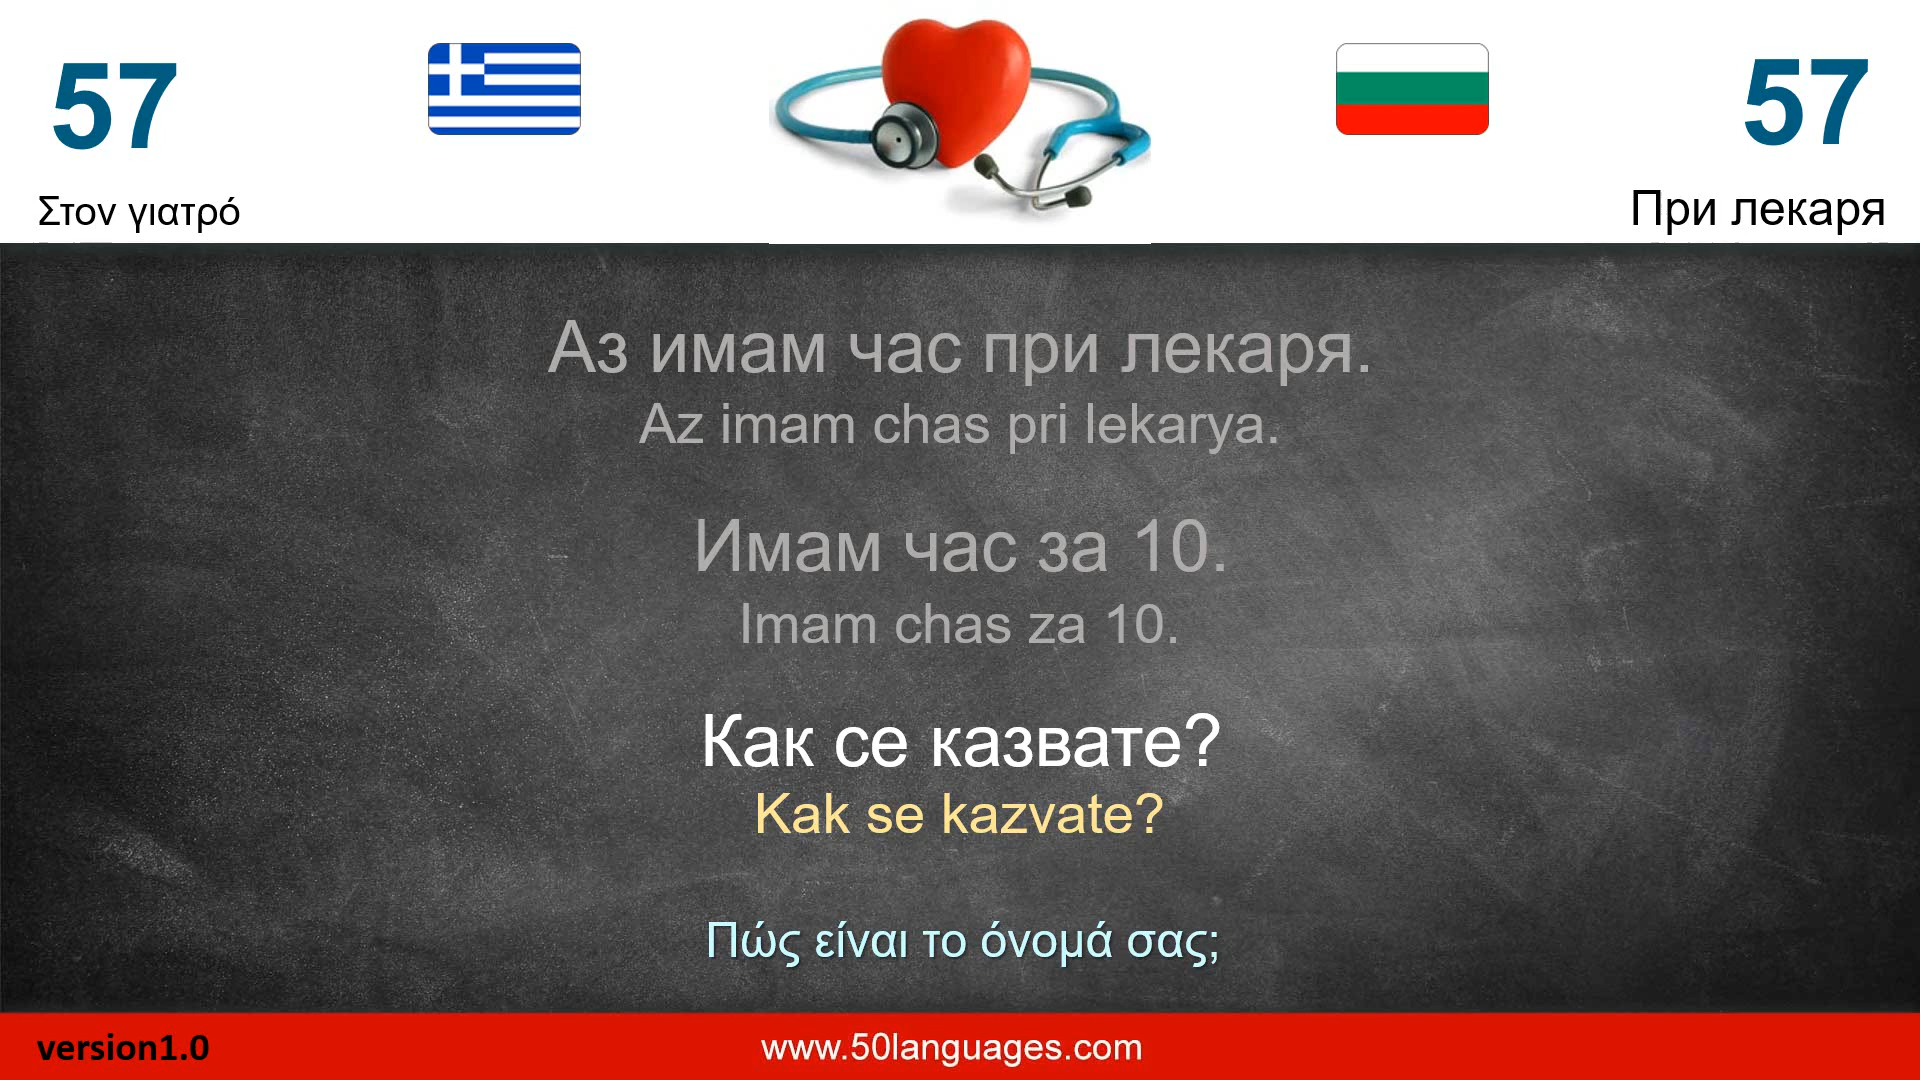 57
57
Στον γιατρό
При лекаря
Аз имам час при лекаря.
Az imam chas pri lekarya.
Имам час за 10.
Imam chas za 10.
Как се казвате?
Kak se kazvate?
Πώς είναι το όνομά σας;
version1.0
www.50languages.com